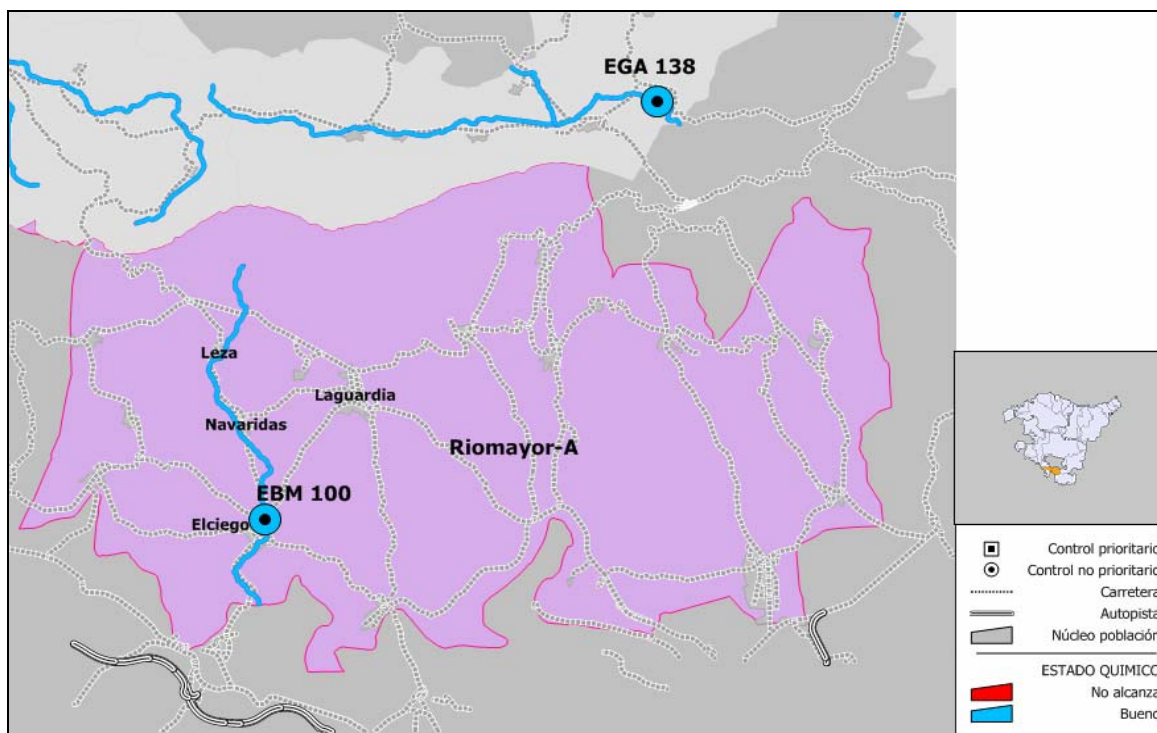 EGA 138
Leza
Laguardia
Navaridas
Riomayor-A
EBM 100
Elciego
Control prioritario
Control no prioritario
Carretera
Autopista
Núcleo población
ESTADO QUIMICO
No alcanza
Bueno